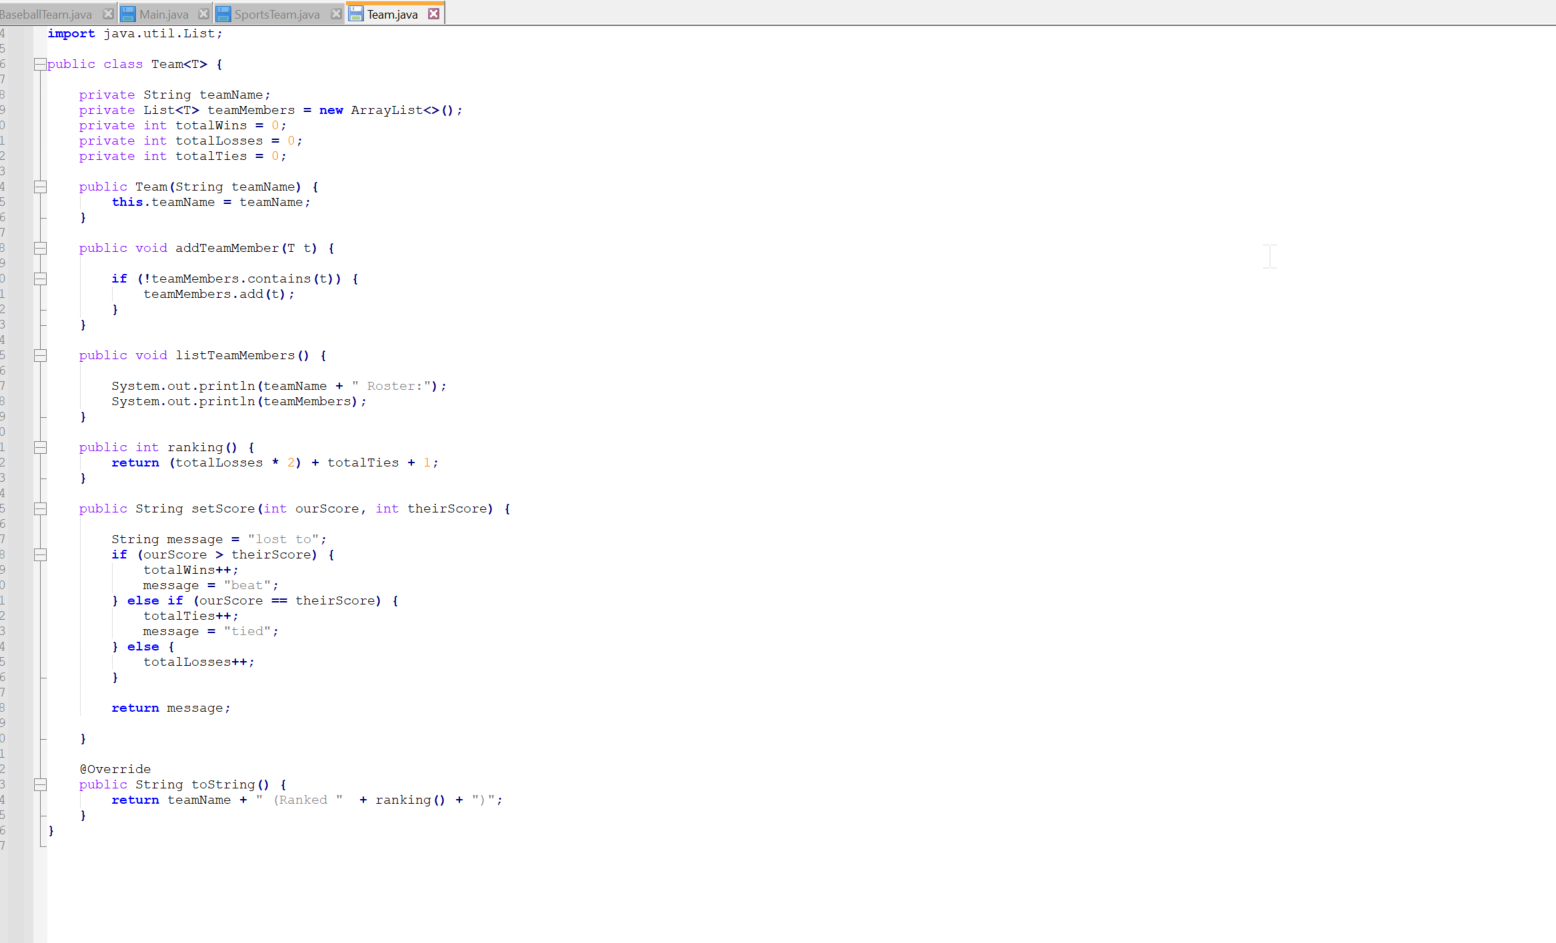 BaseballTeam.java Main.java SportsTeam.java Team.java
4 import java.util.List;
5
6 public class Team<T> {
7
8 private String teamName;
9 private List<T> teamMembers = new ArrayList<>();
0 private int totalWins = 0;
1 private int totalLosses = 0;
2 private int totalTies = 0;
3
4 public Team(String teamName) {
5 this.teamName = teamName;
6 }
7
8 public void addTeamMember(T t) {
9
0 if (!teamMembers.contains(t)) {
1 teamMembers.add(t);
2 }
3 }
4
5 public void listTeamMembers() {
6
7 System.out.println(teamName + " Roster:");
8 System.out.println(teamMembers);
9 }
0
1 public int ranking() {
2 return (totalLosses * 2) + totalTies + 1;
3 }
4
5 public String setScore(int ourScore, int theirScore) {
6
7 String message = "lost to";
8 if (ourScore > theirScore) {
9 totalWins++;
0 message = "beat";
1 } else if (ourScore == theirScore) {
2 totalTies++;
3 message = "tied";
4 } else {
5 totalLosses++;
6 }
7
8 return message;
9
0 }
1
2 @Override
3 public String toString() {
4 return teamName + " (Ranked "  + ranking() + ")";
5 }
6 }
7